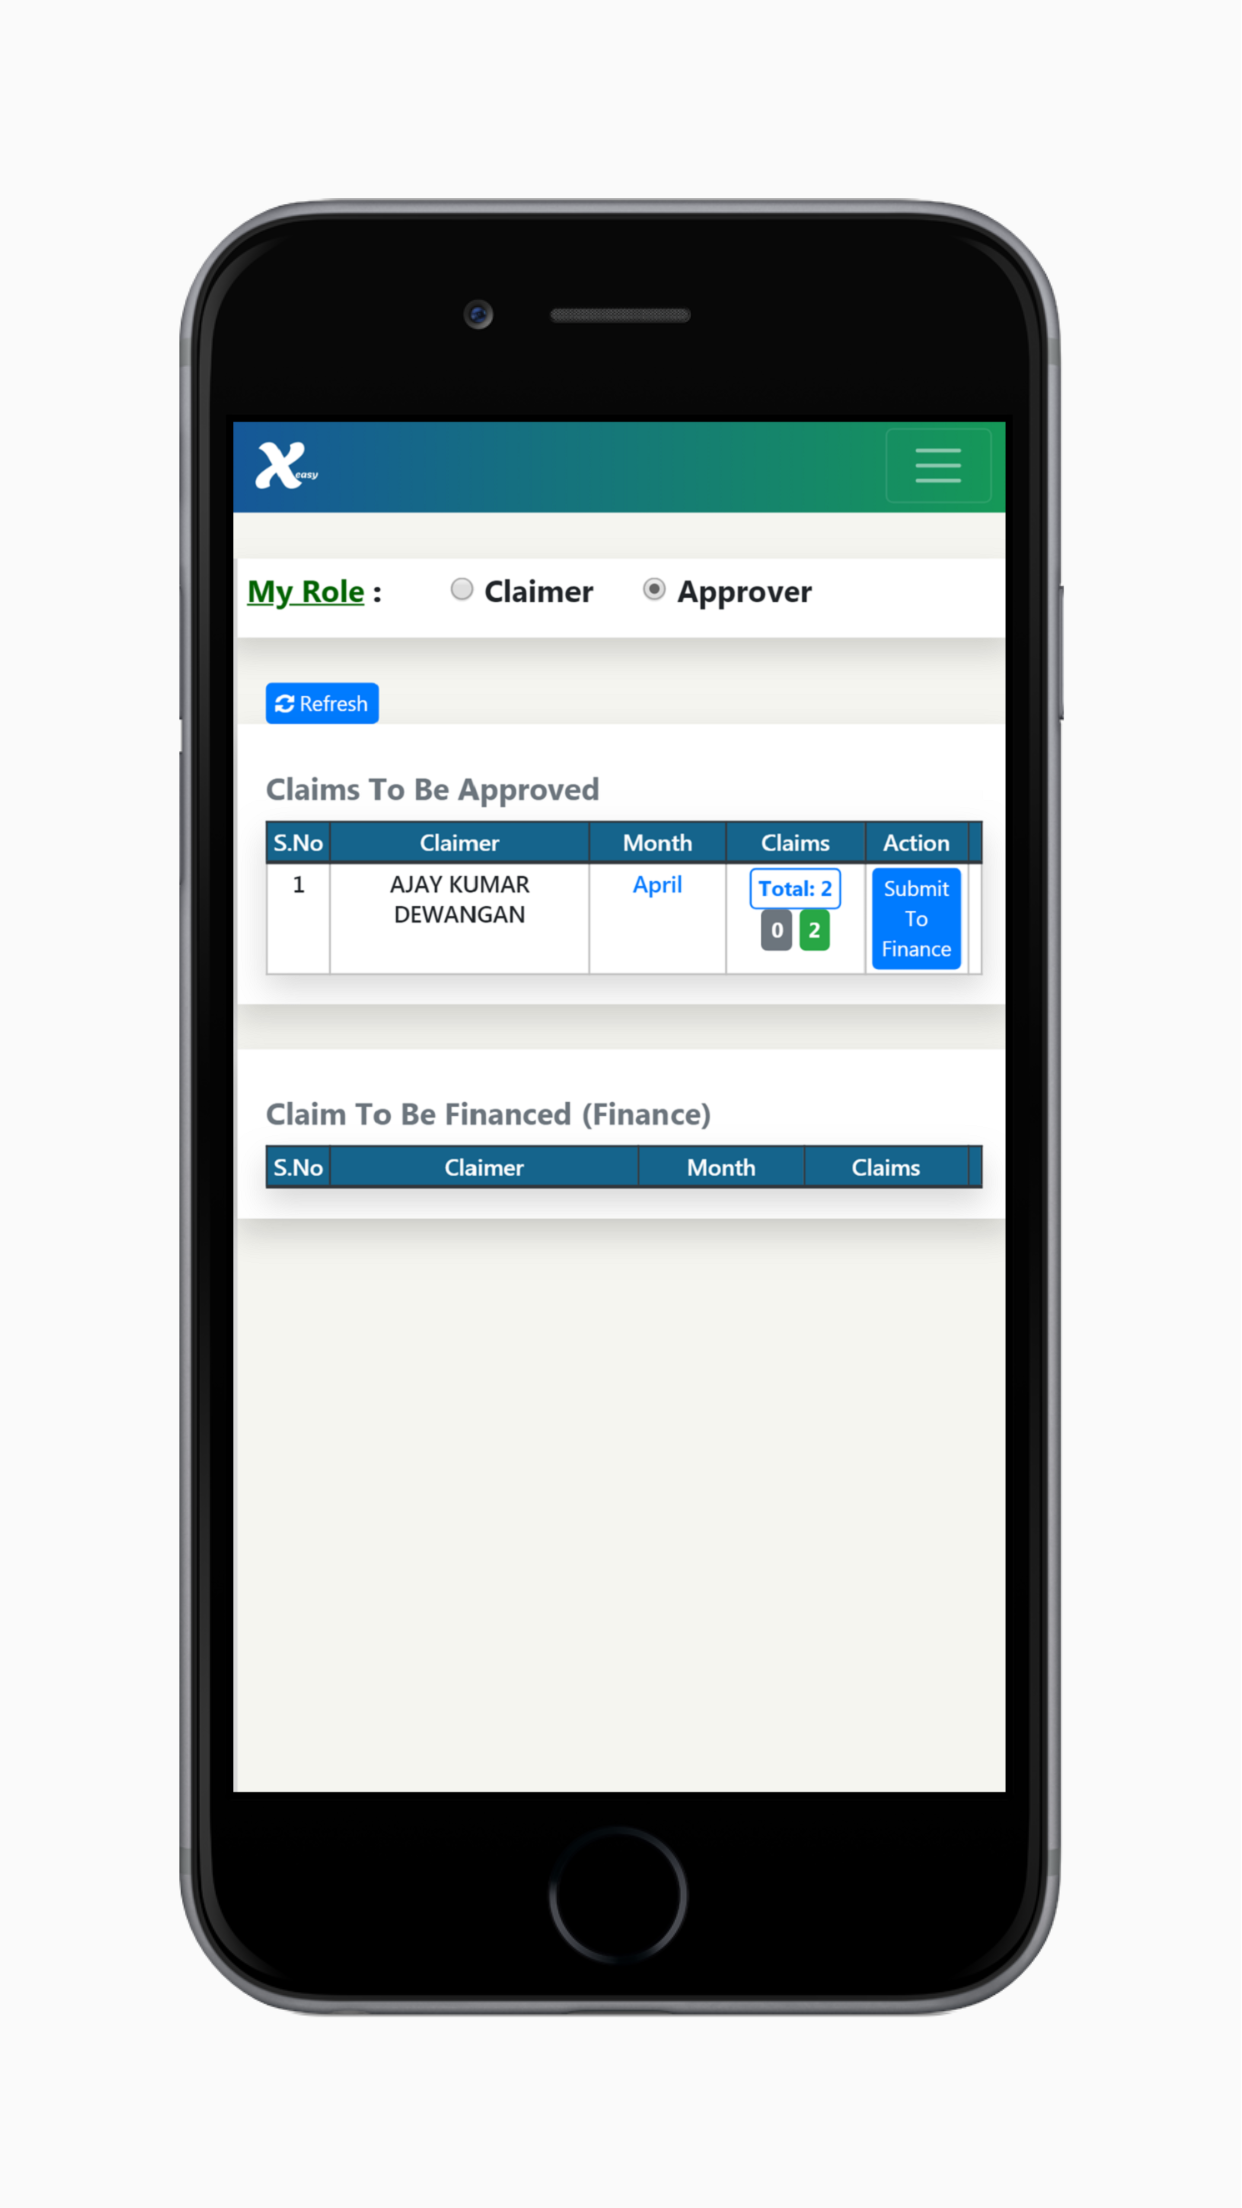 X easy
My Role :   Claimer   Approver
Refresh
Claims To Be Approved
S.No   Claimer   Month   Claims   Action
1   AJAY KUMAR   April   Total: 2   Submit
DEWANGAN   0   2   To
Finance
Claim To Be Financed (Finance)
S.No   Claimer   Month   Claims